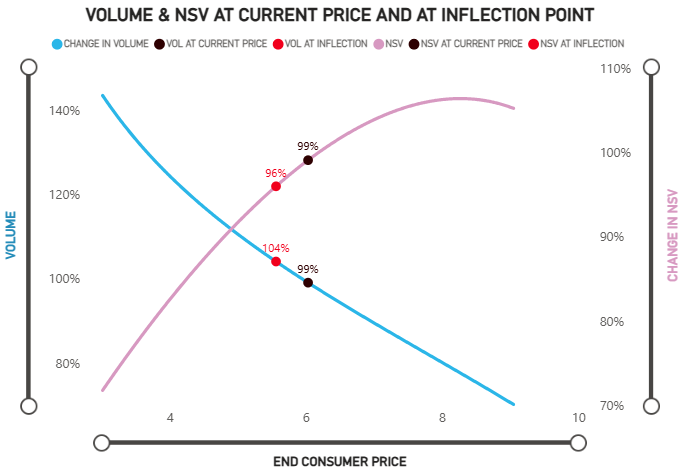 VOLUME & NSV AT CURRENT PRICE AND AT INFLECTION POINT
CHANGE IN VOLUME VOL AT CURRENT PRICE VOL AT INFLECTION NSV NSV AT CURRENT PRICE NSV AT INFLECTION
VOLUME
140%
120%
100%
80%
99%
96%
104%
99%
110%
100%
90%
80%
70%
CHANGE IN NSV
4 6 8 10
END CONSUMER PRICE